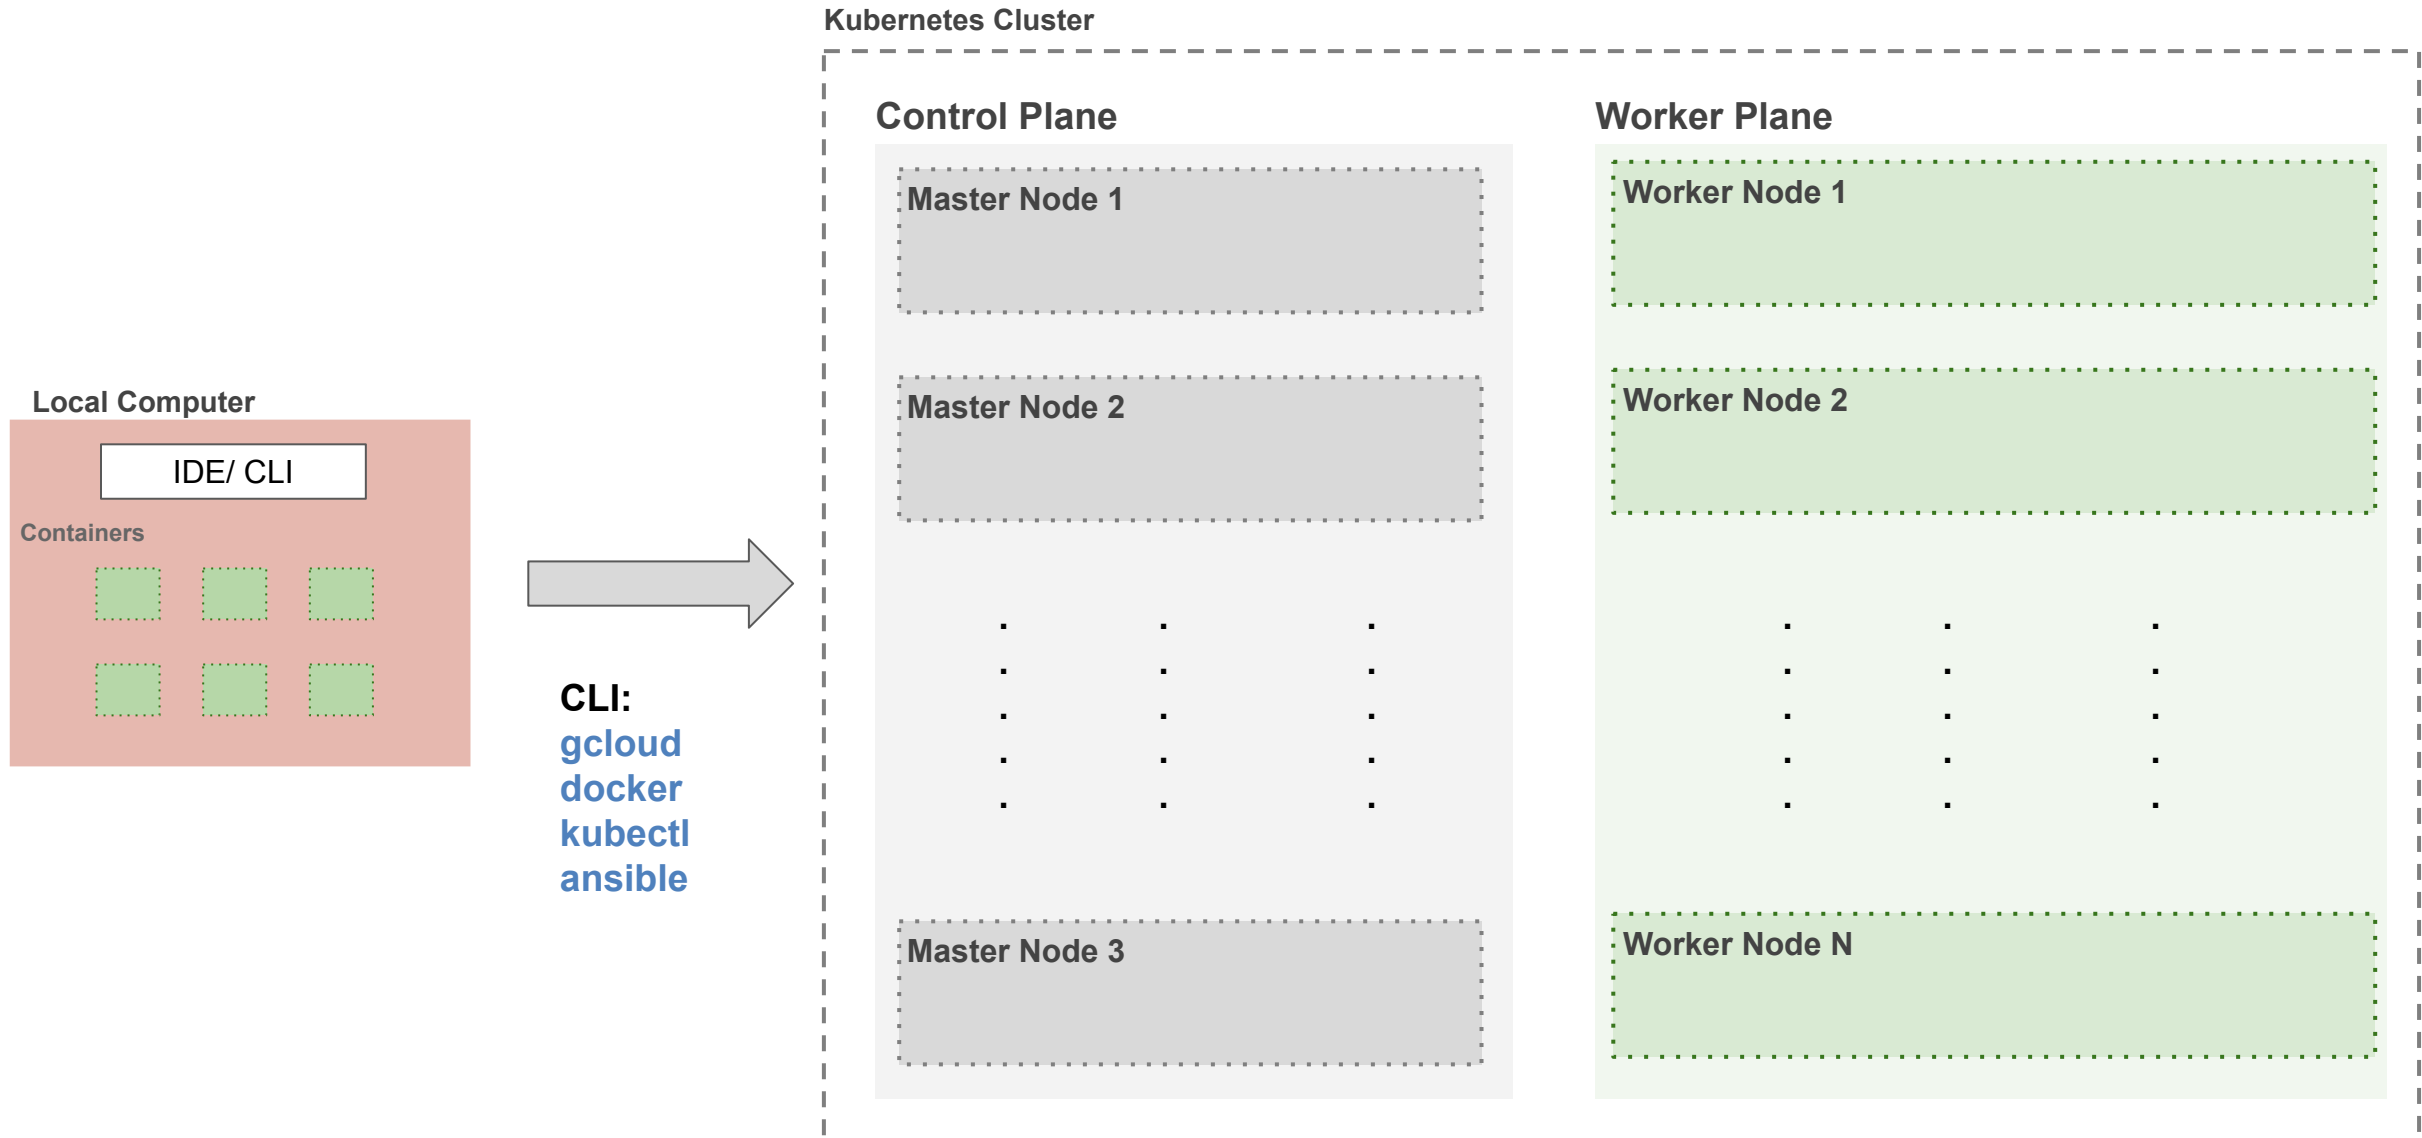 Kubernetes Cluster
Control Plane
Master Node 1
Master Node 2
. . .
. . .
. . .
. . .
. . .
Master Node 3
Worker Plane
Worker Node 1
Worker Node 2
. . .
. . .
. . .
. . .
. . .
Worker Node N
Local Computer
IDE/ CLI
Containers
CLI:
gcloud
docker
kubectl
ansible